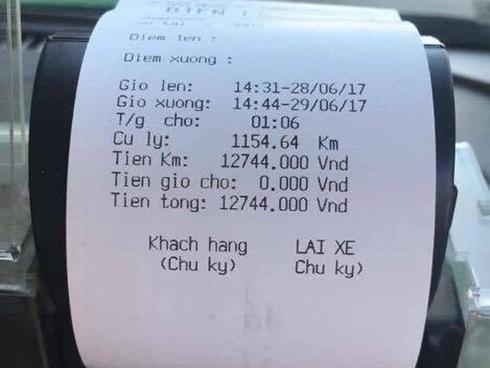 Diem len :
Diem xuong :
Gio len: 14:31-28/06/17
Gio xuong: 14:44-29/06/17
T/g cho: 01:06
Cu ly: 1154.64 Km
Tien Km: 12744.000 Vnd
Tien gio cho: 0.000 Vnd
Tien tong: 12744.000 Vnd
Khach hang LAI XE
(Chu ky) Chu ky)